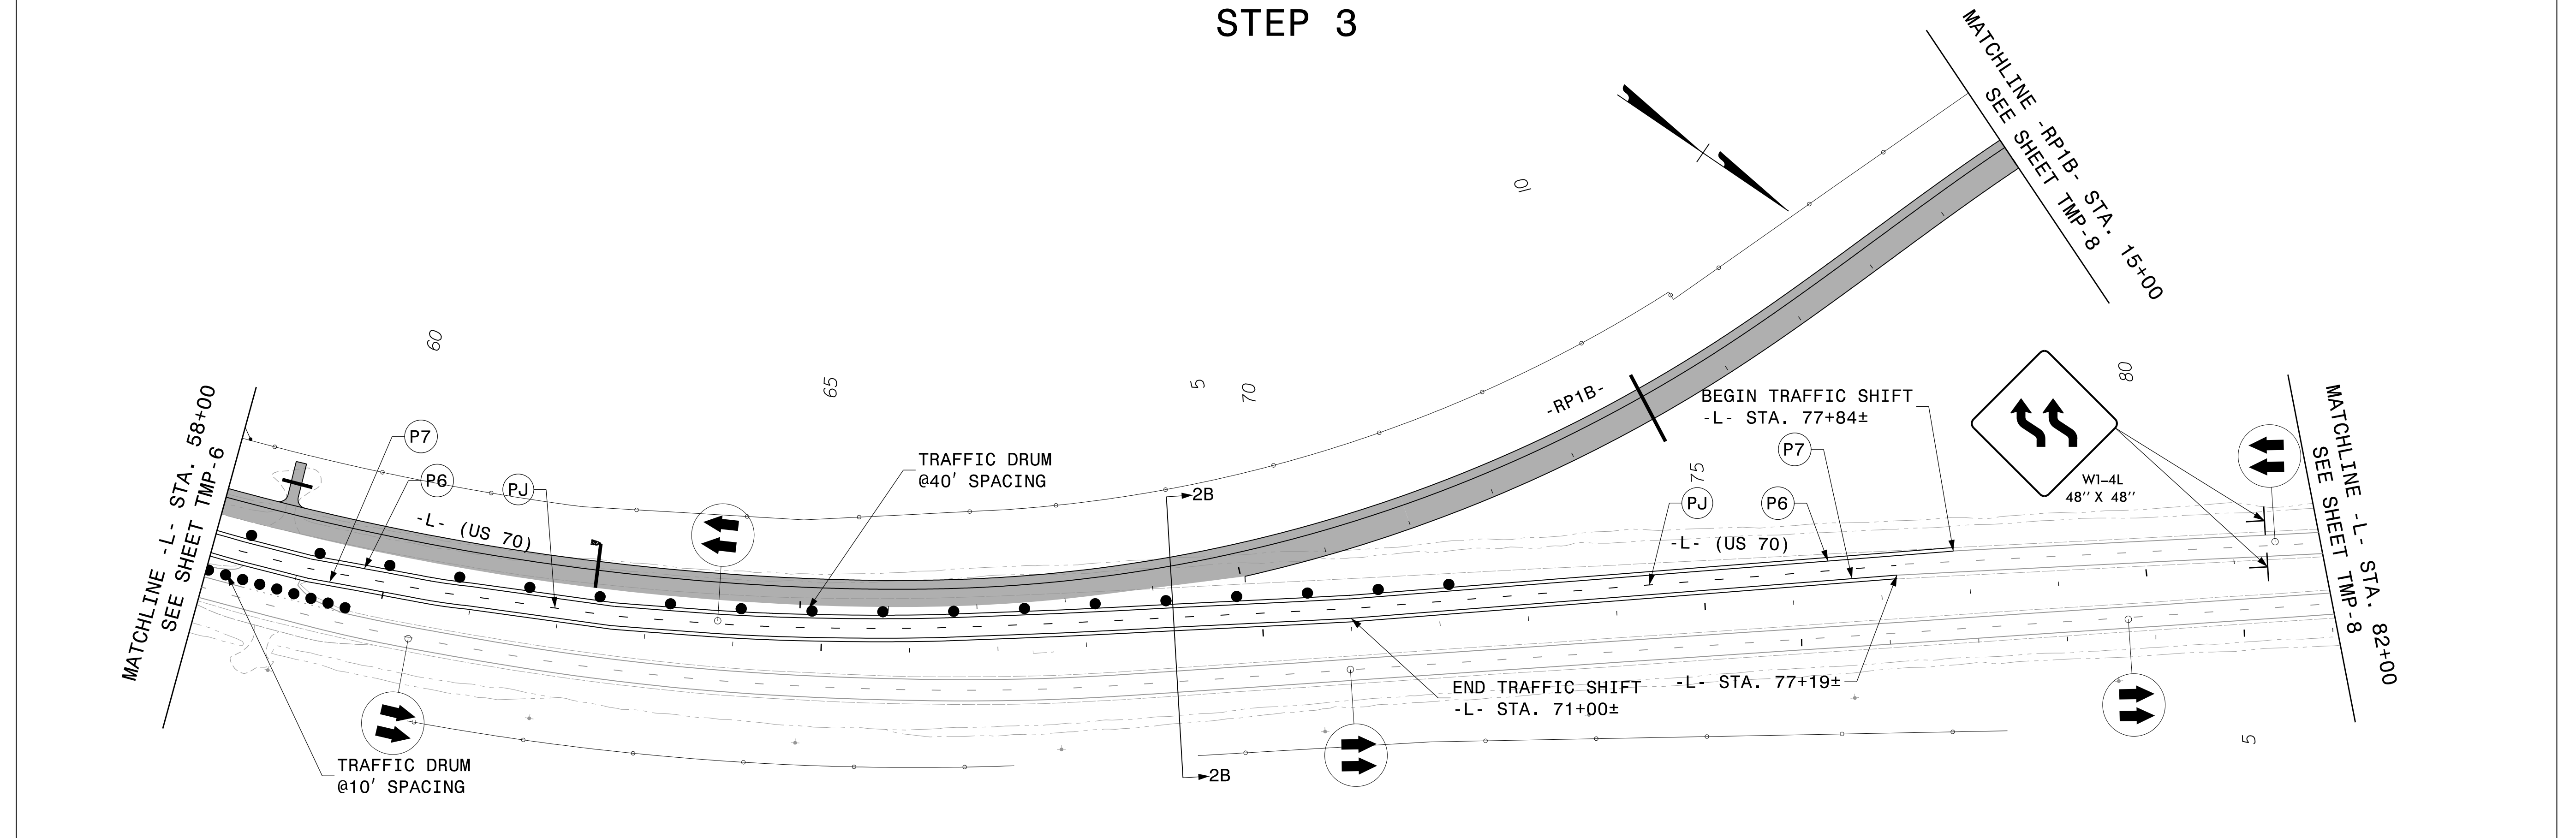 STEP 3
MATCHLINE -RP1B- STA. 15+00
SEE SHEET TMP-8
10
60
65
5
70
-RP1B-
BEGIN TRAFFIC SHIFT
-L- STA. 77+84±
80
MATCHLINE -L- STA. 58+00
SEE SHEET TMP-6
P7
P6
PJ
-L- (US 70)
TRAFFIC DRUM
@40' SPACING
2B
75
P7
PJ
P6
-L- (US 70)
W1-4L
48'' X 48''
MATCHLINE -L- STA. 82+00
SEE SHEET TMP-8
END TRAFFIC SHIFT
-L- STA. 71+00±
-L- STA. 77+19±
5
TRAFFIC DRUM
@10' SPACING
2B